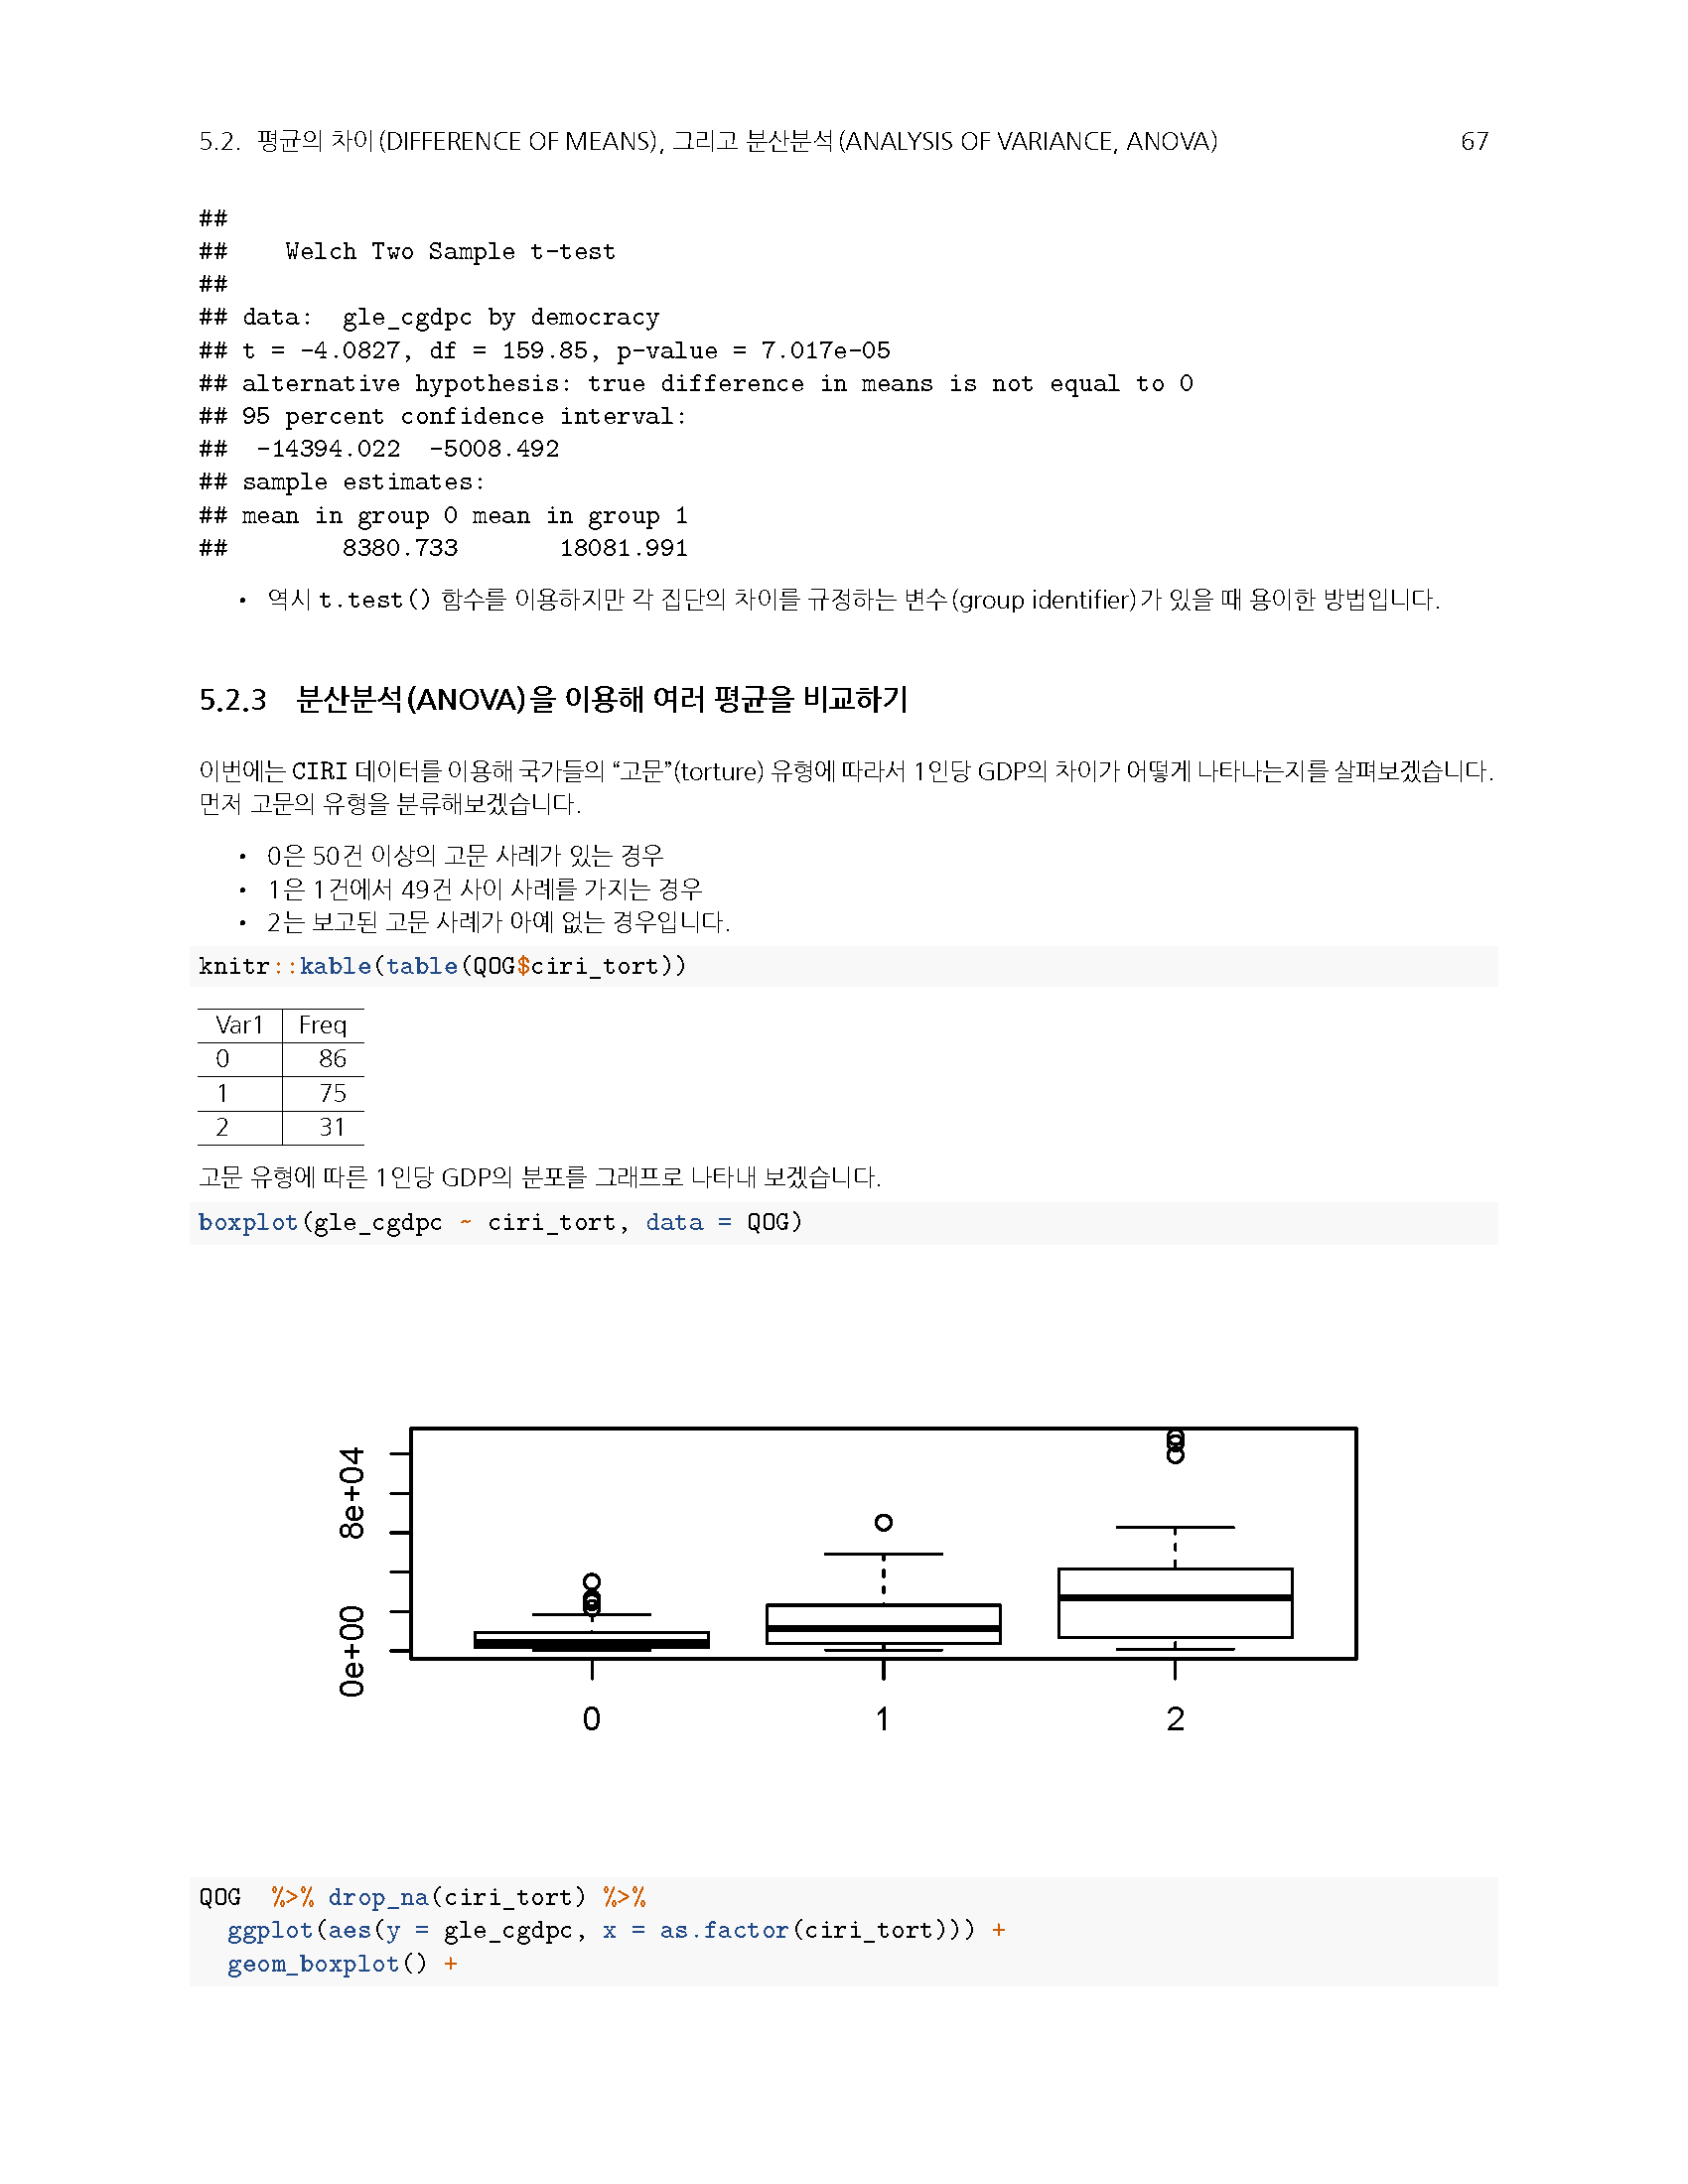 5.2. 평균의 차이(DIFFERENCE OF MEANS), 그리고 분산분석(ANALYSIS OF VARIANCE, ANOVA) 67
##
## Welch Two Sample t-test
##
## data: gle_cgdpc by democracy
## t = -4.0827, df = 159.85, p-value = 7.017e-05
## alternative hypothesis: true difference in means is not equal to 0
## 95 percent confidence interval:
## -14394.022 -5008.492
## sample estimates:
## mean in group 0 mean in group 1
## 8380.733 18081.991
• 역시 t.test() 함수를 이용하지만 각 집단의 차이를 규정하는 변수(group identifier)가 있을 때 용이한 방법입니다.
5.2.3 분산분석(ANOVA)을 이용해 여러 평균을 비교하기
이번에는 CIRI 데이터를 이용해 국가들의 “고문”(torture) 유형에 따라서 1인당 GDP의 차이가 어떻게 나타나는지를 살펴보겠습니다.
먼저 고문의 유형을 분류해보겠습니다.
• 0은 50건 이상의 고문 사례가 있는 경우
• 1은 1건에서 49건 사이 사례를 가지는 경우
• 2는 보고된 고문 사례가 아예 없는 경우입니다.
knitr::kable(table(QOG$ciri_tort))
Var1 Freq
0 86
1 75
2 31
고문 유형에 따른 1인당 GDP의 분포를 그래프로 나타내 보겠습니다.
boxplot(gle_cgdpc ~ ciri_tort, data = QOG)
8e+04
0e+00
0 1 2
QOG %>% drop_na(ciri_tort) %>%
ggplot(aes(y = gle_cgdpc, x = as.factor(ciri_tort))) +
geom_boxplot() +